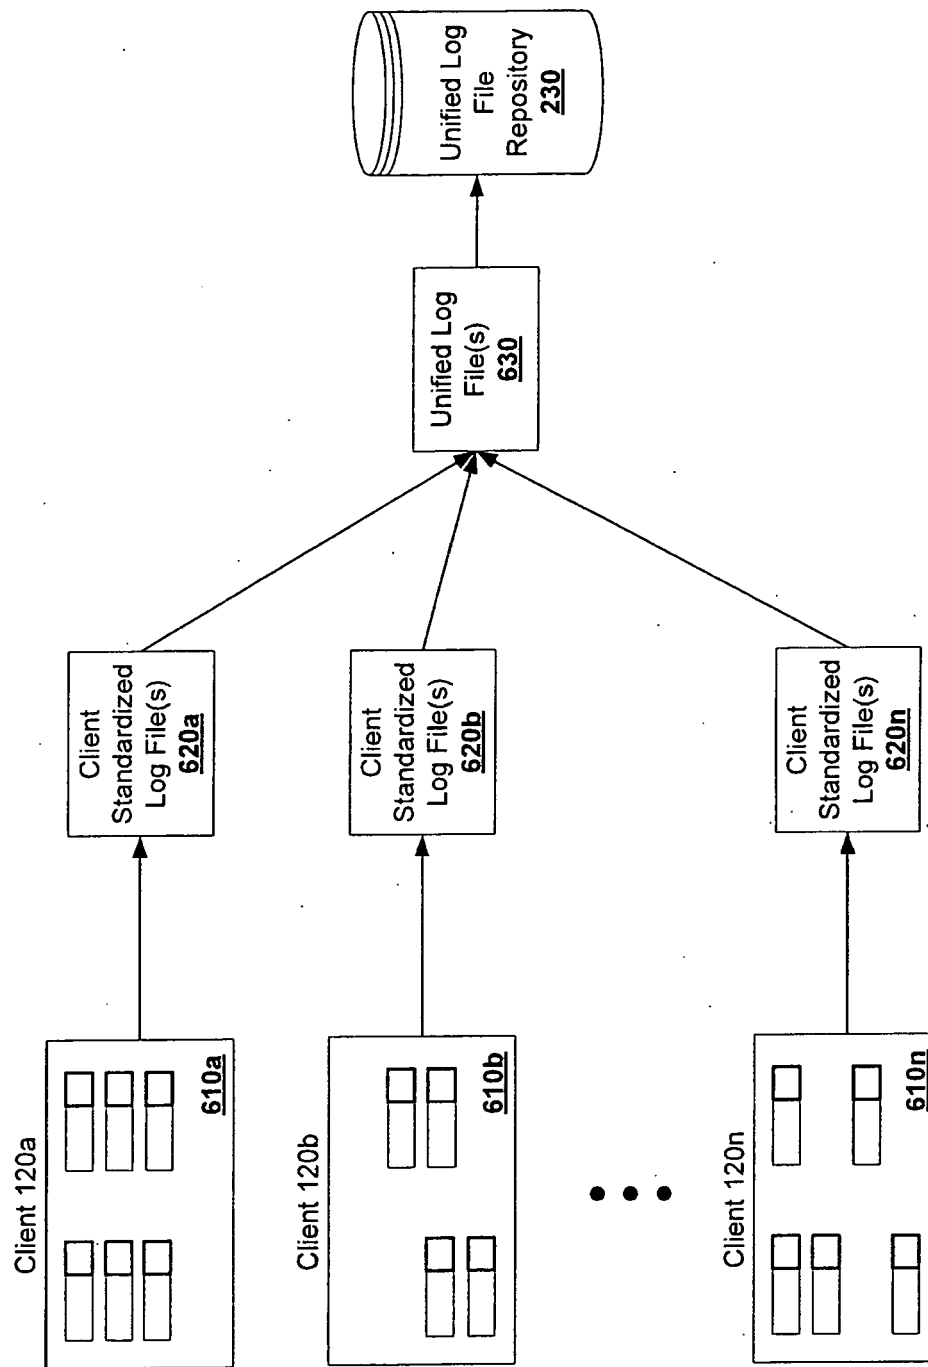 Client 120a
610a
Client
Standardized
Log File(s)
620a
Client 120b
610b
Client
Standardized
Log File(s)
620b
Client 120n
610n
Client
Standardized
Log File(s)
620n
Unified Log
File(s)
630
Unified Log
File
Repository
230